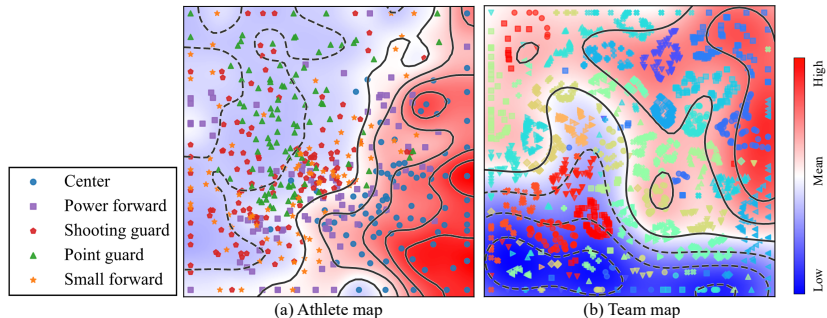 Center
Power forward
Shooting guard
Point guard
Small forward
(a) Athlete map
(b) Team map
High
Mean
Low